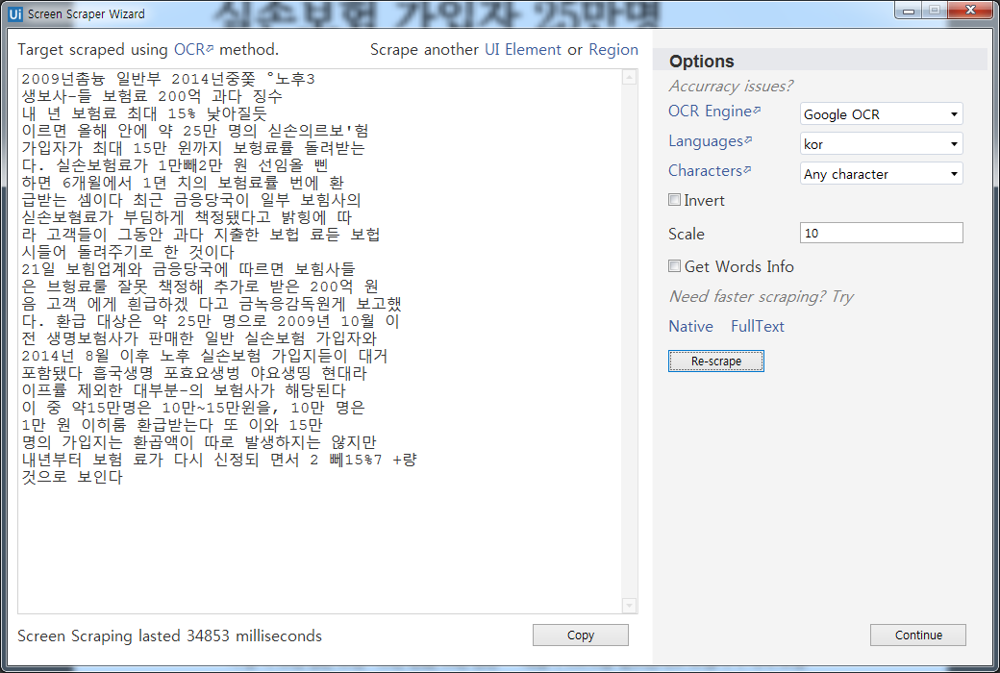 실손보험 가입자 25만명
Ui Screen Scraper Wizard
Target scraped using OCR method.
Scrape another UI Element or Region
2009년촘늉 일반부 2014년중쫓 °노후3
생보사-들 보험료 200억 과다 징수
내 년 보험료 최대 15% 낮아질듯
이르면 올해 안에 약 25만 명의 싣손의르보'험
가입자가 최대 15만 원까지 보헝료률 돌려받는
다. 실손보험료가 1만빼2만 원 선임올 삔
하면 6개월에서 1면 치의 보험료률 번에 환
급받는 셈이다 최근 금융당국이 일부 보힘사의
싣손보혐료가 부딤하게 책정됐다고 밝힝에 따
라 고객들이 그동안 과다 지출한 보헙 료듣 보헙
시들어 돌려주기로 한 것이다
21일 보험업계와 금융당국에 따르면 보힘사들
은 브헝료룰 잘못 책정해 추가로 받은 200억 원
음 고객 에게 횐급하겠 다고 금녹응감독원게 보고했
다. 환급 대상은 약 25만 명으로 2009년 10월 이
전 생명보험사가 판매한 일반 실손보험 가입자와
2014년 8월 이후 노후 실손보험 가입지듣이 대거
포함됐다 흡국생명 포효요생벙 야요생띵 현대라
이프률 제외한 대부분-의 보험사가 해당된다
이 중 약15만명은 10만~15만윈을, 10만 명은
1만 원 이히룸 환급받는다 또 이와 15만
명의 가입지는 환곱액이 따로 발생하지는 않지만
내년부터 보험 료가 다시 신정되 면서 2 뻬15%7 +량
것으로 보인다
Screen Scraping lasted 34853 milliseconds
Copy
Options
Accurracy issues?
OCR Engine
Google OCR
Languages
kor
Characters
Any character
Invert
Scale
10
Get Words Info
Need faster scraping? Try
Native FullText
Re-scrape
Continue